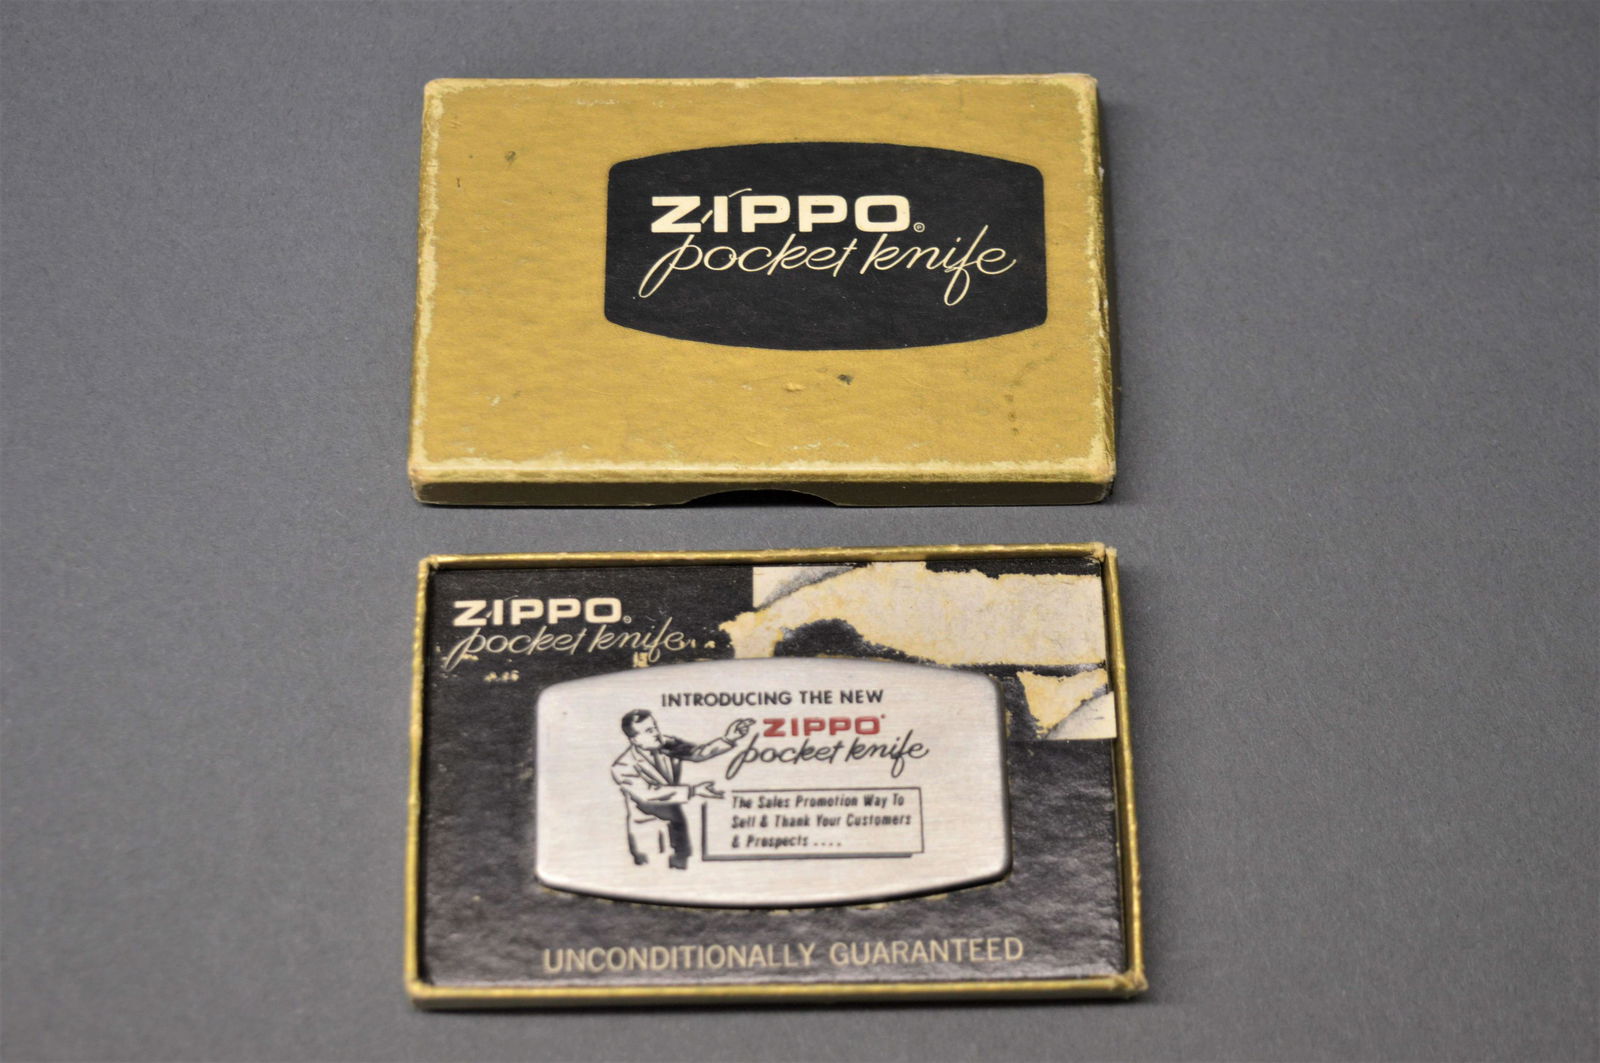 ZIPPO®
pocket knife
ZIPPO®
pocket knife
INTRODUCING THE NEW
ZIPPO®
pocket knife
The Sales Promotion Way To
Sell & Thank Your Customers
& Prospects ....
UNCONDITIONALLY GUARANTEED